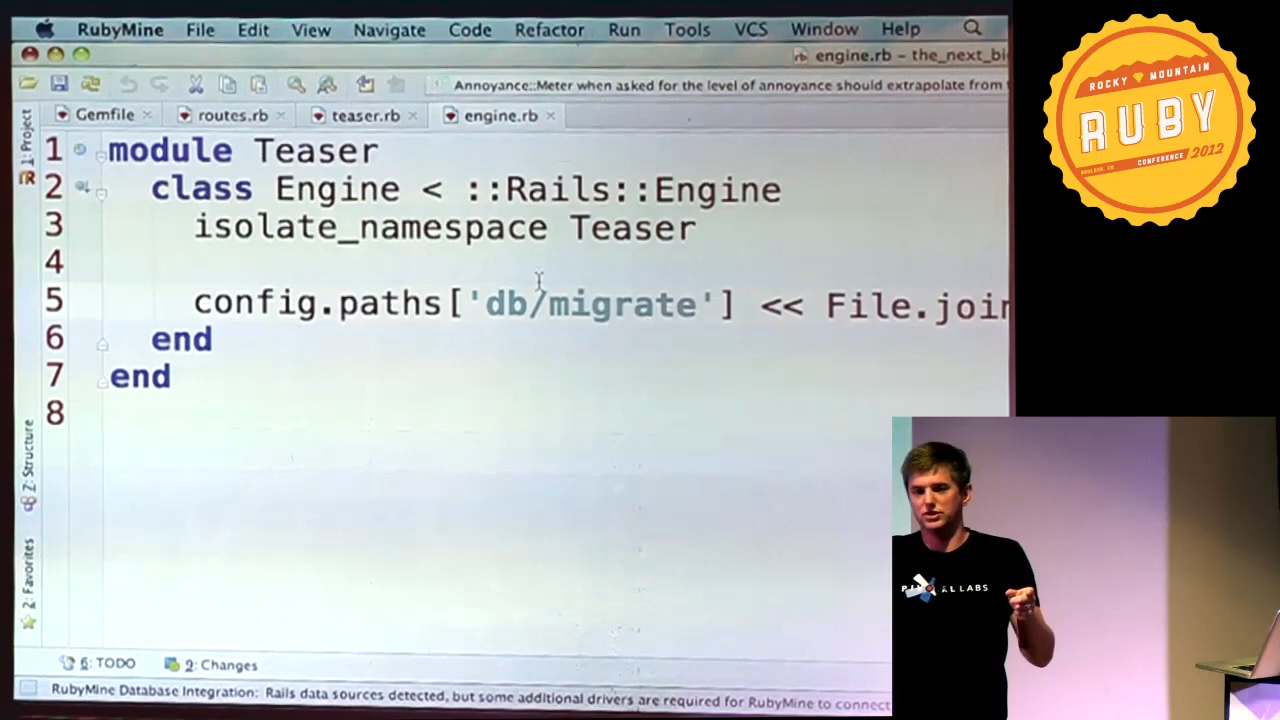 RubyMine File Edit View Navigate Code Refactor Run Tools VCS Window Help
engine.rb – the_next_bi
Annoyance::Meter when asked for the level of annoyance should extrapolate from
Gemfile routes.rb teaser.rb engine.rb
1: Project
1 module Teaser
2 class Engine < ::Rails::Engine
3 isolate_namespace Teaser
4
5 config.paths['db/migrate'] << File.join
6 end
7 end
8
7: Structure
2: Favorites
6: TODO 9: Changes
RubyMine Database Integration: Rails data sources detected, but some additional drivers are required for RubyMine to connect
ROCKY MOUNTAIN
RUBY
CONFERENCE 2012
BOULDER, CO
LABS